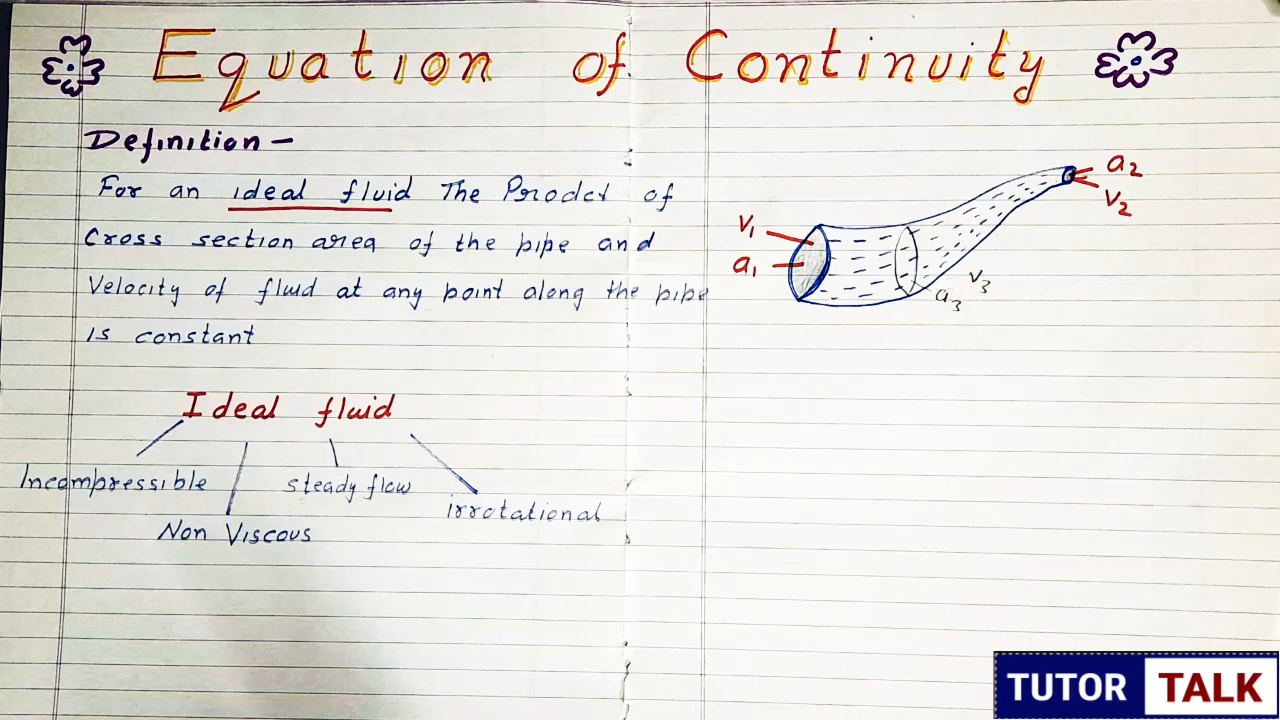 Equation of Continuity
Definition -
For an ideal fluid The Prodct of
Cross section area of the pipe and
Velocity of fluid at any point along the pipe
is constant
a2
V2
V1
a1
V3
a3
Ideal fluid
Incompressible
steady flow
irrotational
Non Viscous
TUTOR TALK